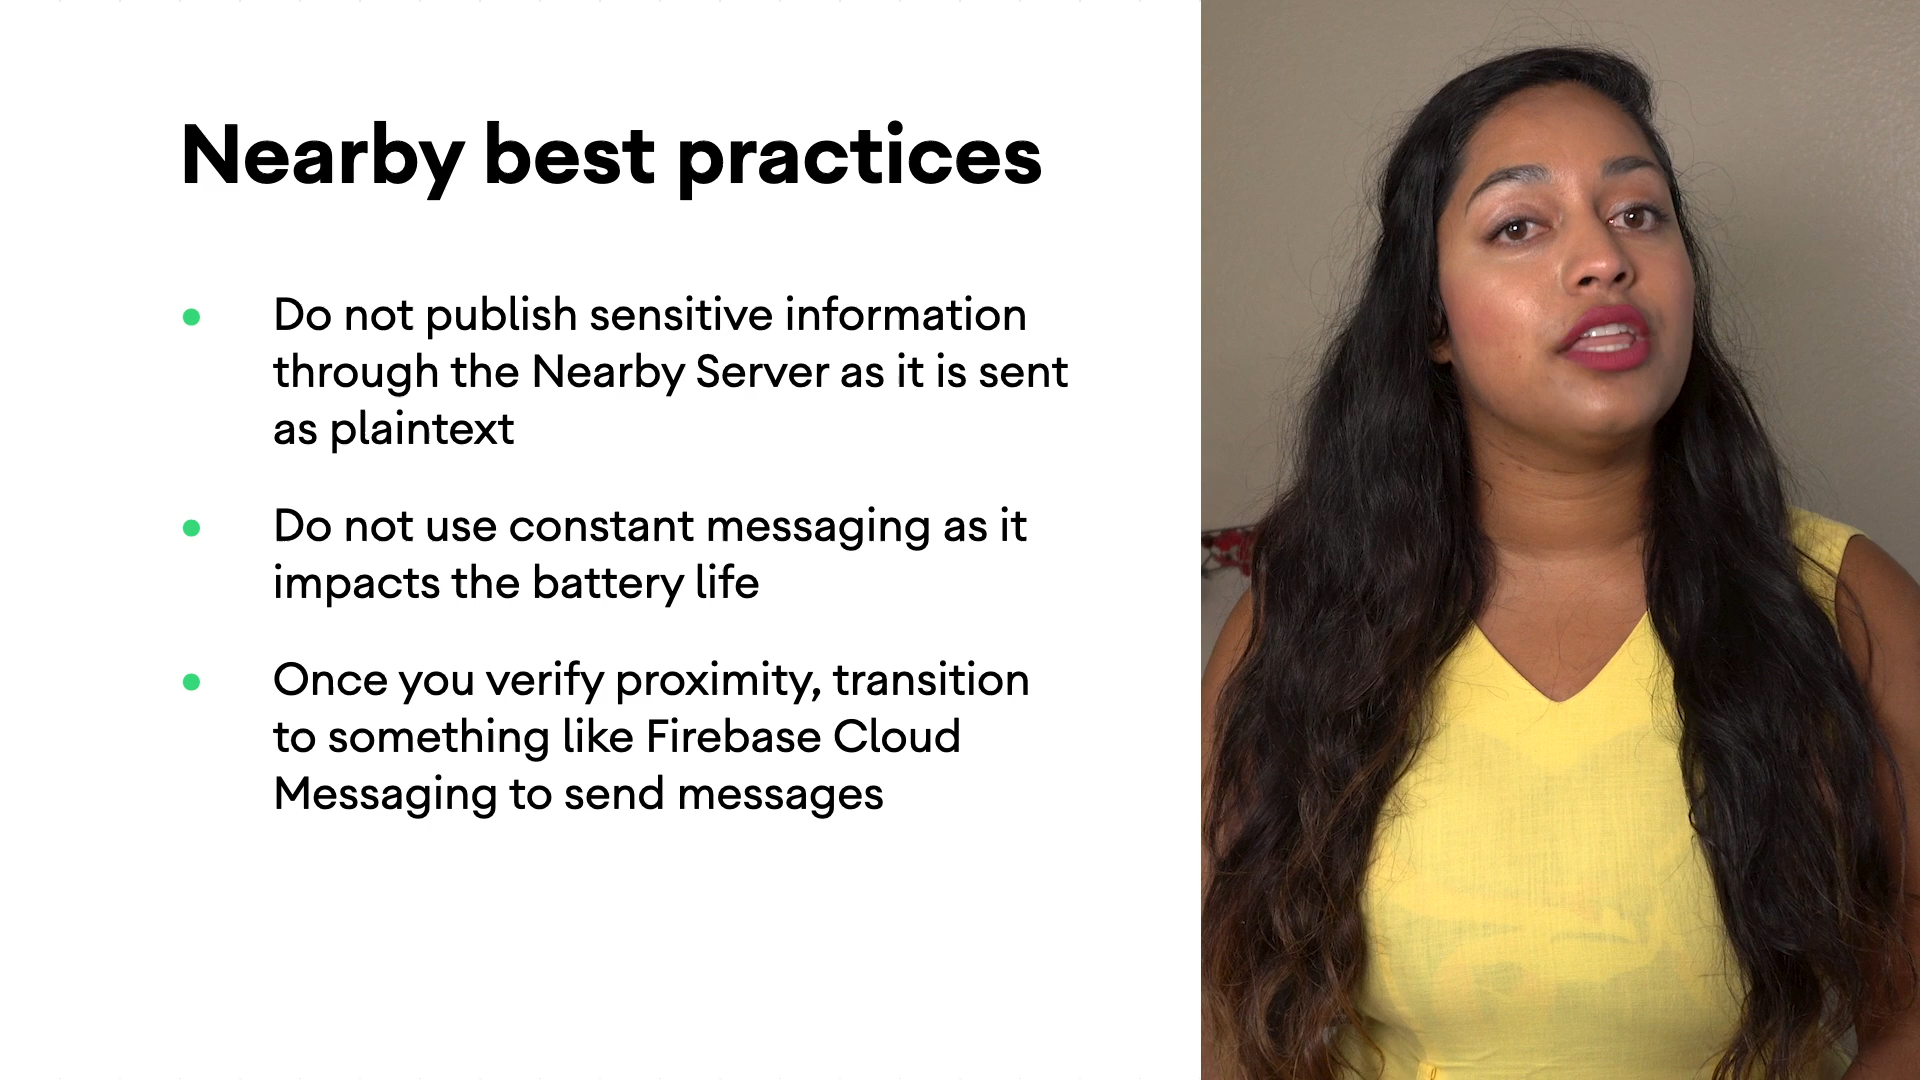 Nearby best practices
Do not publish sensitive information
through the Nearby Server as it is sent
as plaintext
Do not use constant messaging as it
impacts the battery life
Once you verify proximity, transition
to something like Firebase Cloud
Messaging to send messages